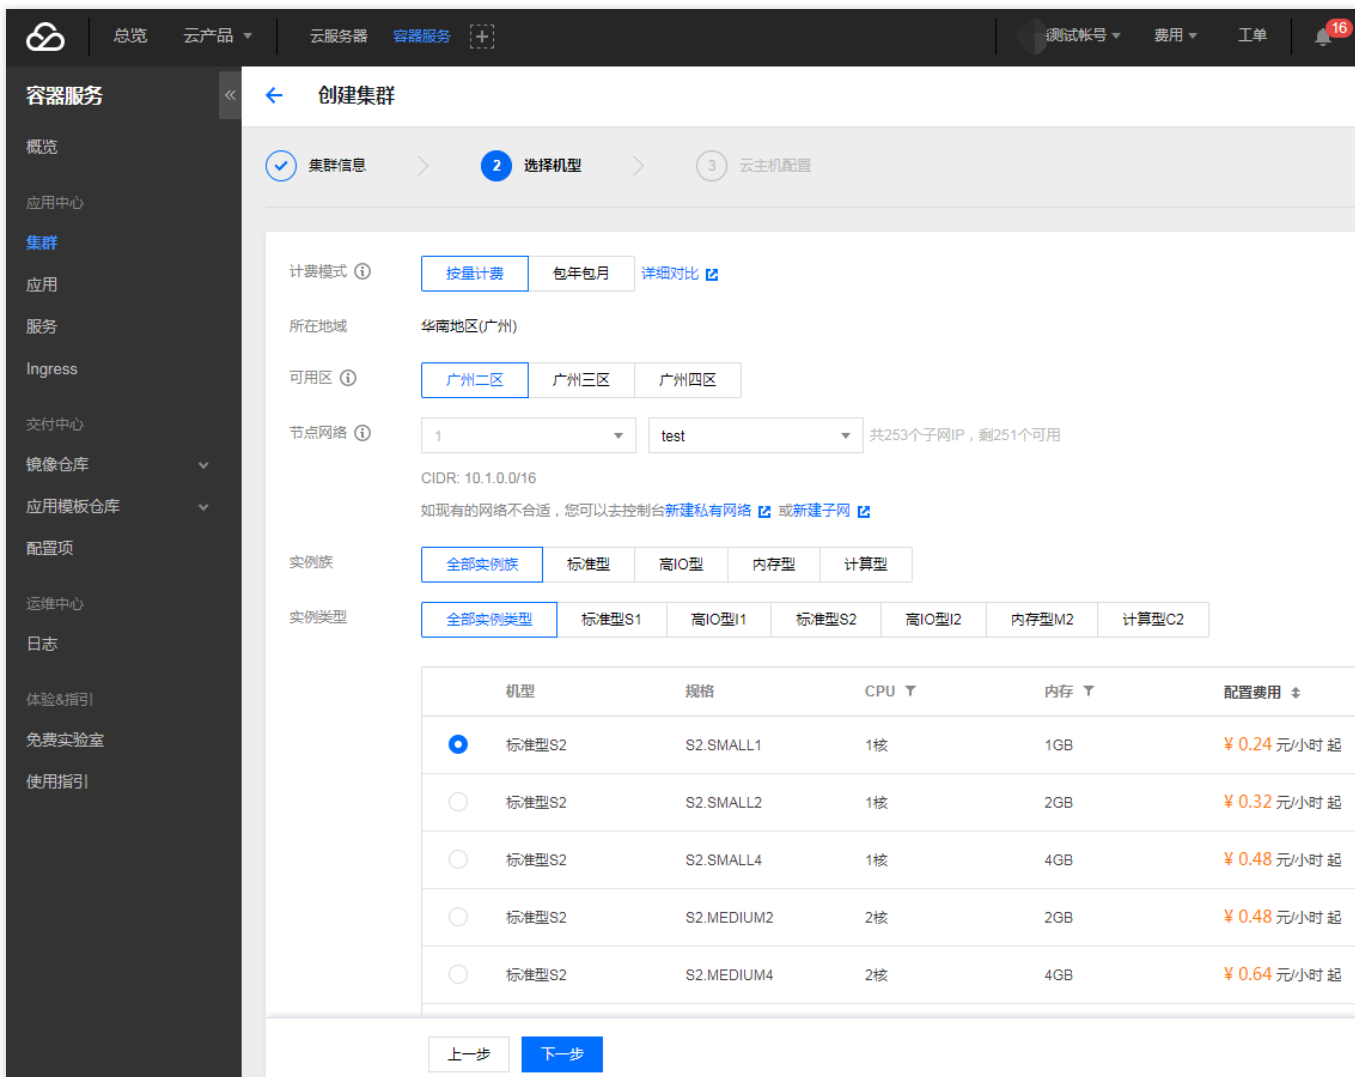 总览 云产品 云服务器 容器服务 测试帐号 费用 工单 16
容器服务
概览
应用中心
集群
应用
服务
Ingress
交付中心
镜像仓库
应用模板仓库
配置项
运维中心
日志
体验&指引
免费实验室
使用指引
创建集群
集群信息 2 选择机型 3 云主机配置
计费模式 按量计费 包年包月 详细对比
所在地域 华南地区(广州)
可用区 广州二区 广州三区 广州四区
节点网络 1 test 共253个子网IP，剩251个可用
CIDR: 10.1.0.0/16
如现有的网络不合适，您可以去控制台新建私有网络 或新建子网
实例族 全部实例族 标准型 高IO型 内存型 计算型
实例类型 全部实例类型 标准型S1 高IO型I1 标准型S2 高IO型I2 内存型M2 计算型C2
机型 规格 CPU 内存 配置费用
标准型S2 S2.SMALL1 1核 1GB ¥ 0.24 元/小时 起
标准型S2 S2.SMALL2 1核 2GB ¥ 0.32 元/小时 起
标准型S2 S2.SMALL4 1核 4GB ¥ 0.48 元/小时 起
标准型S2 S2.MEDIUM2 2核 2GB ¥ 0.48 元/小时 起
标准型S2 S2.MEDIUM4 2核 4GB ¥ 0.64 元/小时 起
上一步 下一步